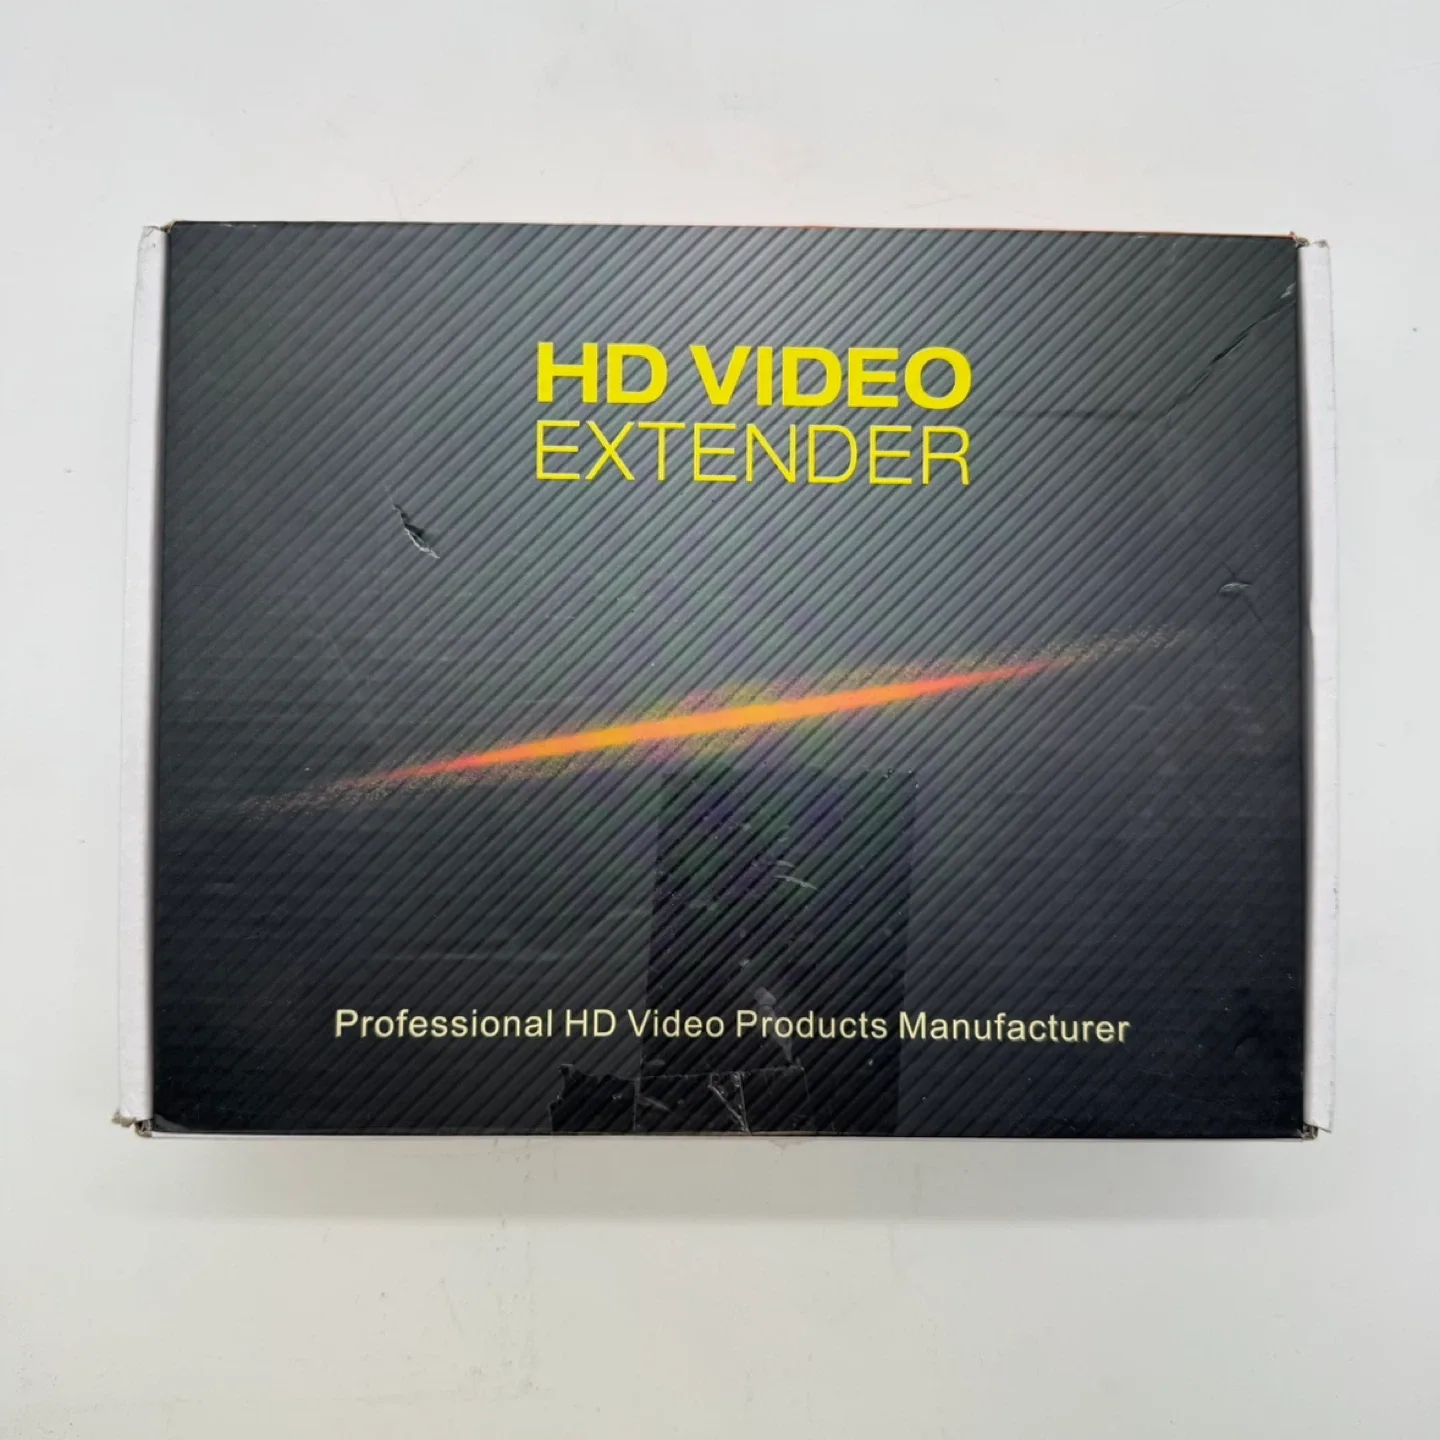 HD VIDEO
EXTENDER
Professional HD Video Products Manufacturer